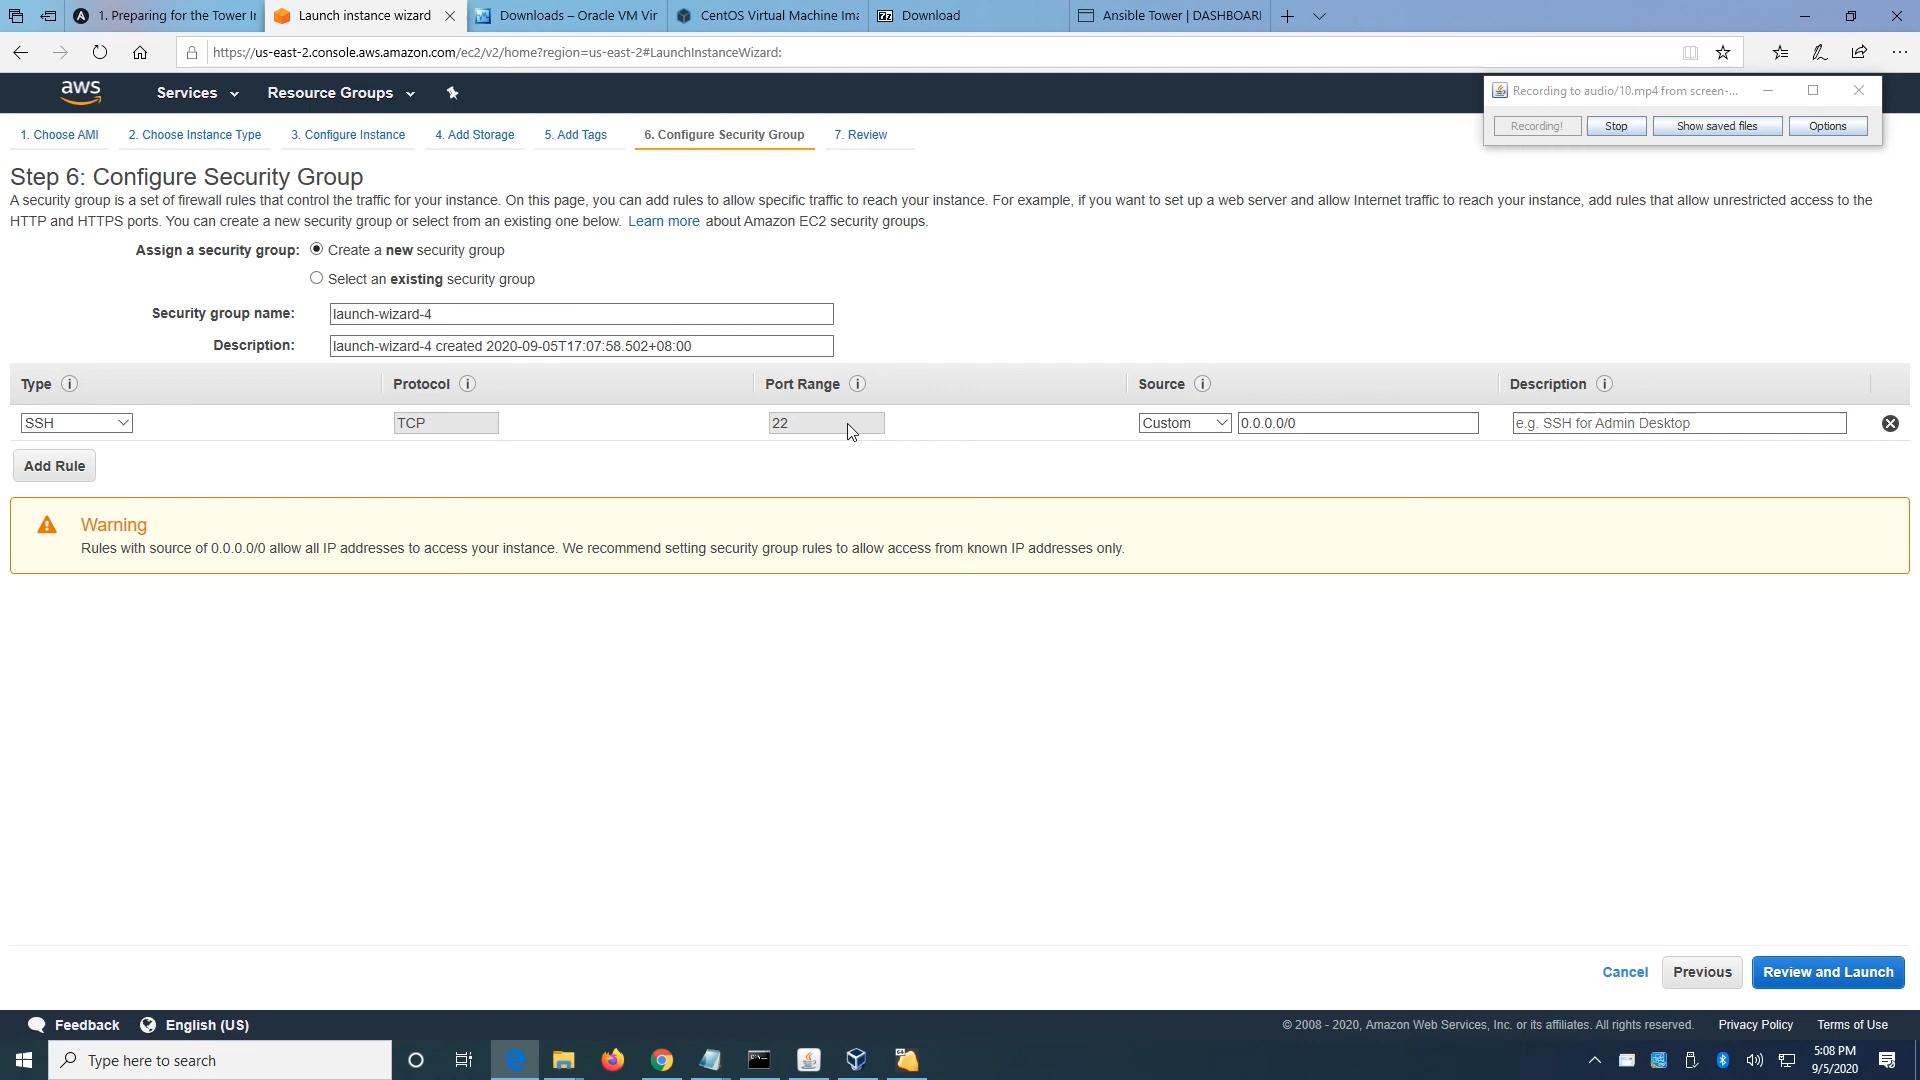 1. Preparing for the Tower In
Launch instance wizard
Downloads – Oracle VM Vir
CentOS Virtual Machine Ima
Download
Ansible Tower | DASHBOARI
https://us-east-2.console.aws.amazon.com/ec2/v2/home?region=us-east-2#LaunchInstanceWizard:
aws
Services
Resource Groups
Recording to audio/10.mp4 from screen-...
Recording!
Stop
Show saved files
Options
1. Choose AMI
2. Choose Instance Type
3. Configure Instance
4. Add Storage
5. Add Tags
6. Configure Security Group
7. Review
Step 6: Configure Security Group
A security group is a set of firewall rules that control the traffic for your instance. On this page, you can add rules to allow specific traffic to reach your instance. For example, if you want to set up a web server and allow Internet traffic to reach your instance, add rules that allow unrestricted access to the
HTTP and HTTPS ports. You can create a new security group or select from an existing one below. Learn more about Amazon EC2 security groups.
Assign a security group: Create a new security group
Select an existing security group
Security group name: launch-wizard-4
Description: launch-wizard-4 created 2020-09-05T17:07:58.502+08:00
Type Protocol Port Range Source Description
SSH TCP 22 Custom 0.0.0.0/0 e.g. SSH for Admin Desktop
Add Rule
Warning
Rules with source of 0.0.0.0/0 allow all IP addresses to access your instance. We recommend setting security group rules to allow access from known IP addresses only.
Cancel Previous Review and Launch
Feedback English (US) © 2008 - 2020, Amazon Web Services, Inc. or its affiliates. All rights reserved. Privacy Policy Terms of Use
Type here to search
5:08 PM
9/5/2020